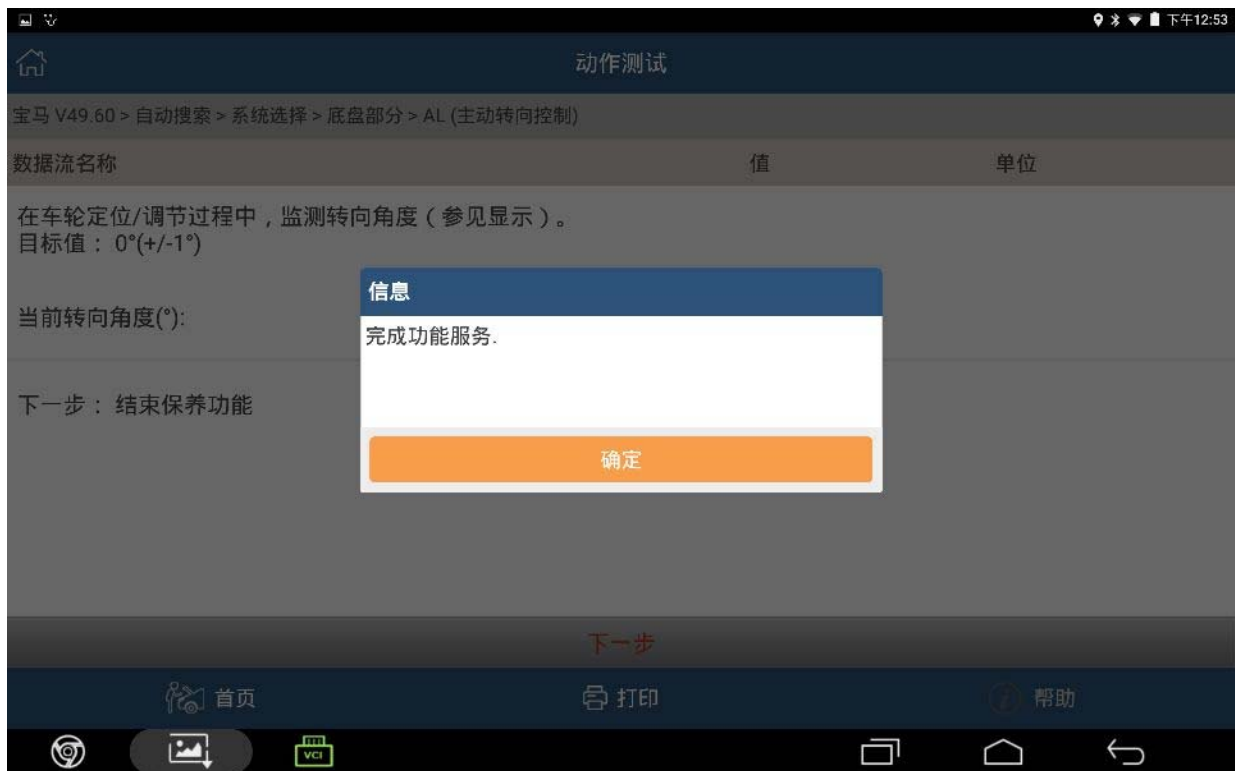 下午12:53
动作测试
宝马 V49.60 > 自动搜索 > 系统选择 > 底盘部分 > AL (主动转向控制)
数据流名称 值 单位
在车轮定位/调节过程中，监测转向角度（参见显示）。
目标值： 0°(+/-1°)
信息
当前转向角度(°):
完成功能服务.
下一步： 结束保养功能
确定
下一步
首页 打印 帮助
VCI